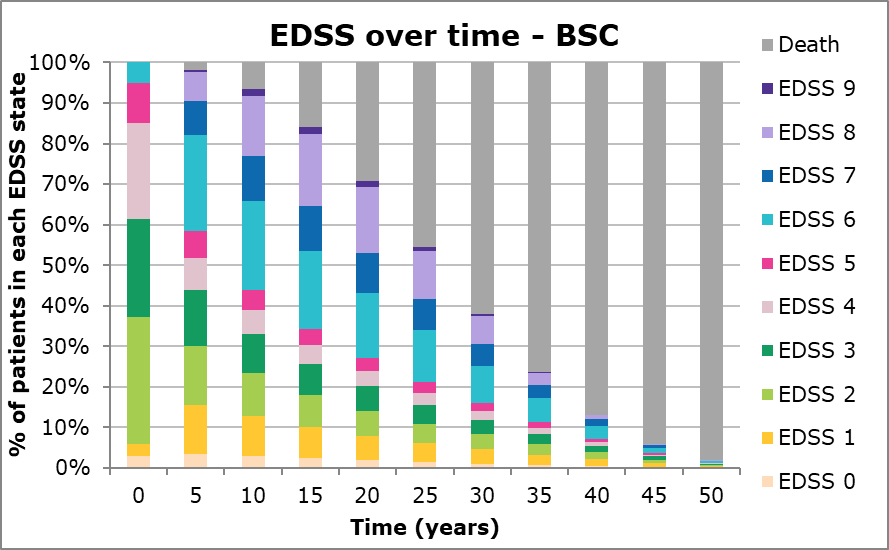 EDSS over time - BSC
% of patients in each EDSS state
100%
90%
80%
70%
60%
50%
40%
30%
20%
10%
0%
0 5 10 15 20 25 30 35 40 45 50
Time (years)
Death
EDSS 9
EDSS 8
EDSS 7
EDSS 6
EDSS 5
EDSS 4
EDSS 3
EDSS 2
EDSS 1
EDSS 0